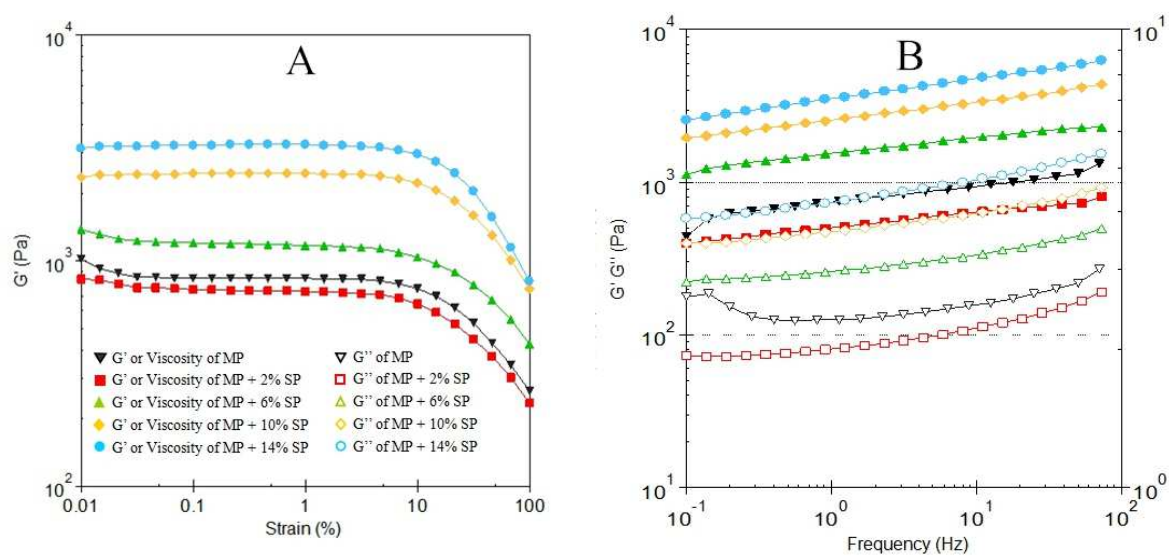 A
10⁴
10³
10²
G' (Pa)
0.01
0.1
1
10
100
Strain (%)
G' or Viscosity of MP
G'' of MP
G' or Viscosity of MP + 2% SP
G'' of MP + 2% SP
G' or Viscosity of MP + 6% SP
G'' of MP + 6% SP
G' or Viscosity of MP + 10% SP
G'' of MP + 10% SP
G' or Viscosity of MP + 14% SP
G'' of MP + 14% SP
B
10⁴
10³
10²
10¹
G' G'' (Pa)
10¹
10⁰
10⁻¹
10⁰
10¹
10²
Frequency (Hz)